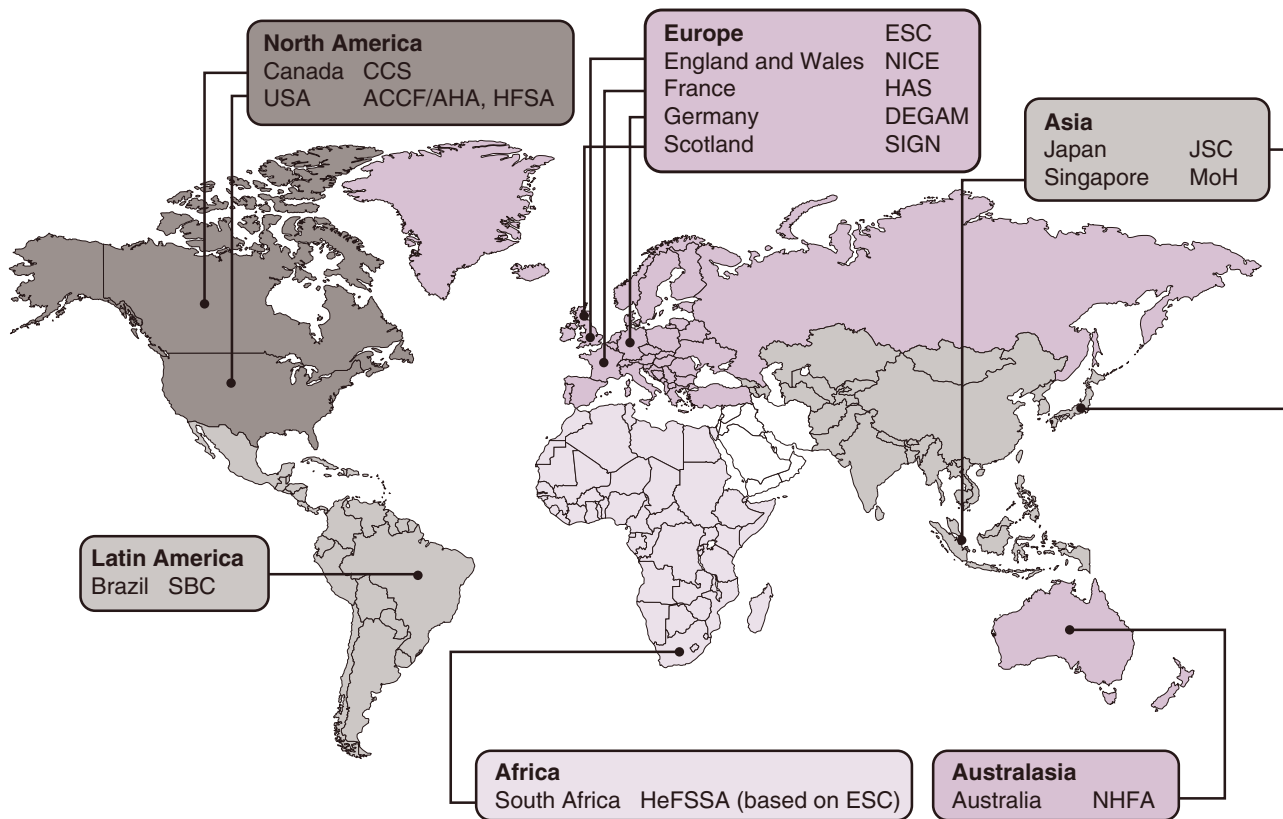 North America
Canada CCS
USA ACCF/AHA, HFSA
Europe ESC
England and Wales NICE
France HAS
Germany DEGAM
Scotland SIGN
Asia
Japan JSC
Singapore MoH
Latin America
Brazil SBC
Africa
South Africa HeFSSA (based on ESC)
Australasia
Australia NHFA